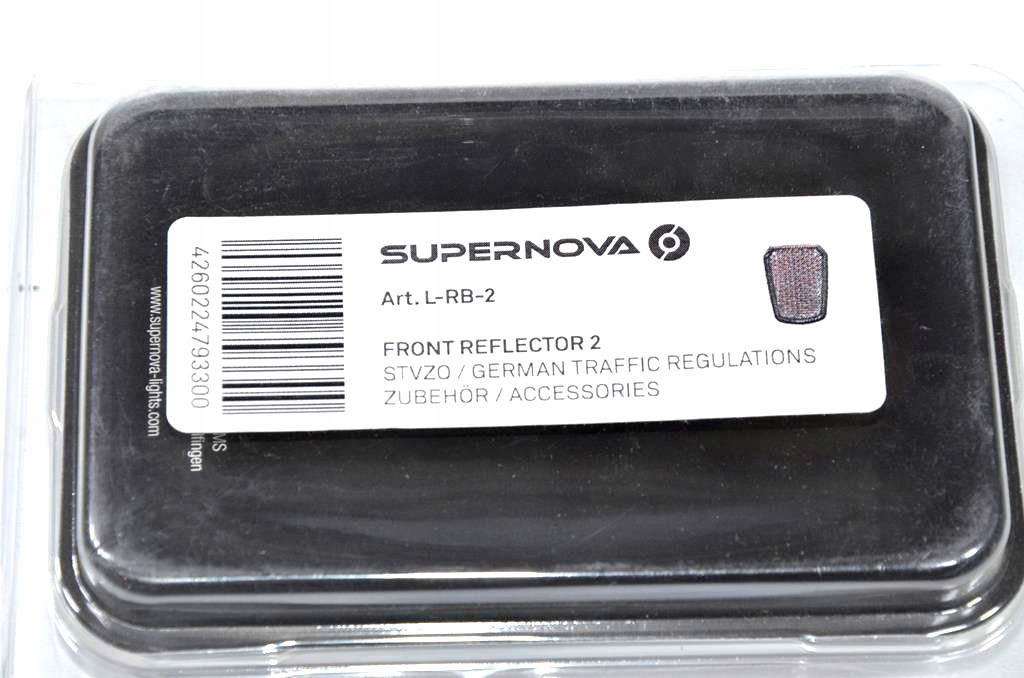 SUPERNOVA
Art. L-RB-2
FRONT REFLECTOR 2
STVZO / GERMAN TRAFFIC REGULATIONS
ZUBEHÖR / ACCESSORIES
4260224793300
www.supernova-lights.com